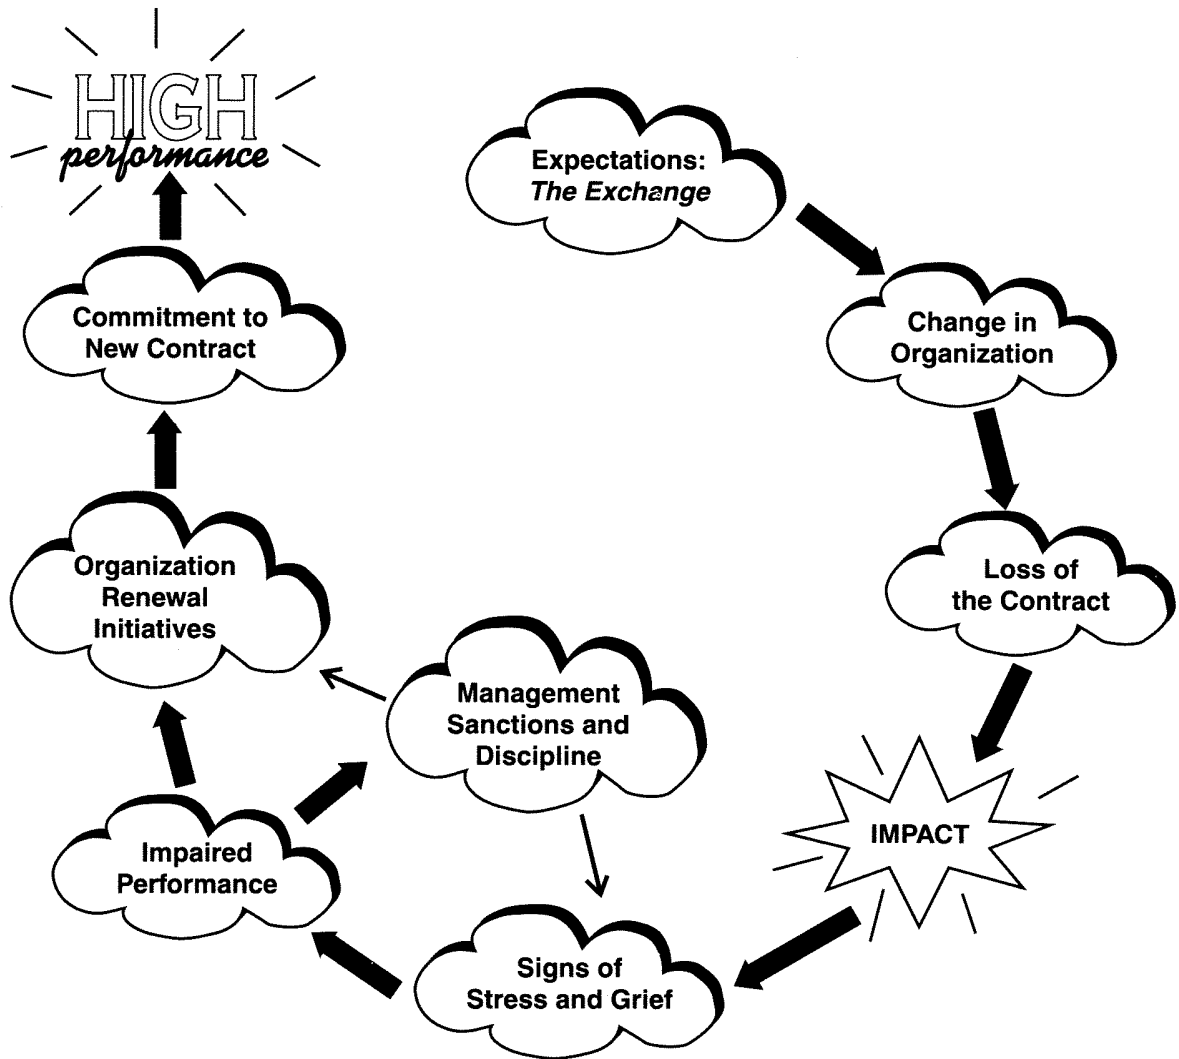 HIGH
performance
Expectations:
The Exchange
Commitment to
New Contract
Change in
Organization
Organization
Renewal
Initiatives
Loss of
the Contract
Management
Sanctions and
Discipline
IMPACT
Impaired
Performance
Signs of
Stress and Grief